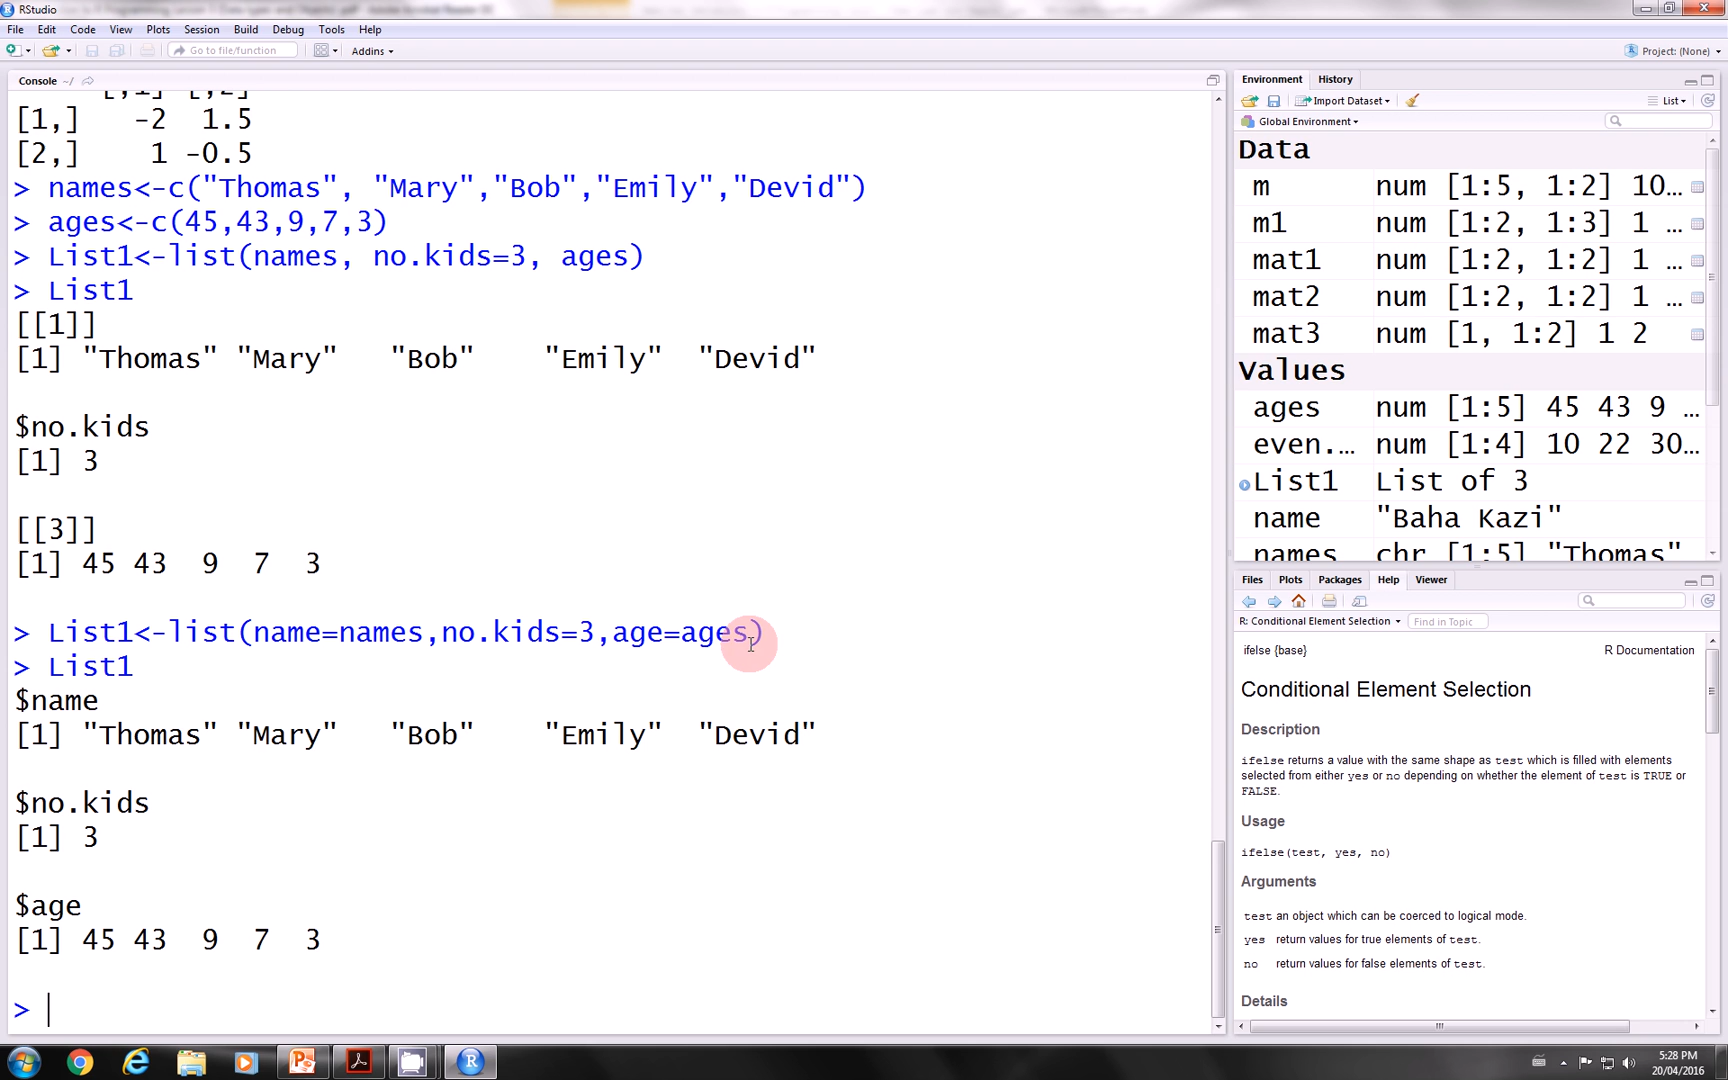 RStudio
File Edit Code View Plots Session Build Debug Tools Help
Go to file/function Addins Project: (None)
Console ~/
[,1] [,2]
[1,] -2 1.5
[2,] 1 -0.5
> names<-c("Thomas", "Mary","Bob","Emily","Devid")
> ages<-c(45,43,9,7,3)
> List1<-list(names, no.kids=3, ages)
> List1
[[1]]
[1] "Thomas" "Mary" "Bob" "Emily" "Devid"
$no.kids
[1] 3
[[3]]
[1] 45 43 9 7 3
> List1<-list(name=names,no.kids=3,age=ages)
> List1
$name
[1] "Thomas" "Mary" "Bob" "Emily" "Devid"
$no.kids
[1] 3
$age
[1] 45 43 9 7 3
>
Environment History
Import Dataset List
Global Environment
Data
m num [1:5, 1:2] 10...
m1 num [1:2, 1:3] 1 ...
mat1 num [1:2, 1:2] 1 ...
mat2 num [1:2, 1:2] 1 ...
mat3 num [1, 1:2] 1 2
Values
ages num [1:5] 45 43 9 ...
even.... num [1:4] 10 22 30...
List1 List of 3
name "Baha Kazi"
names chr [1:5] "Thomas"
Files Plots Packages Help Viewer
R: Conditional Element Selection Find in Topic
ifelse {base} R Documentation
Conditional Element Selection
Description
ifelse returns a value with the same shape as test which is filled with elements
selected from either yes or no depending on whether the element of test is TRUE or
FALSE.
Usage
ifelse(test, yes, no)
Arguments
test an object which can be coerced to logical mode.
yes return values for true elements of test.
no return values for false elements of test.
Details
5:28 PM
20/04/2016